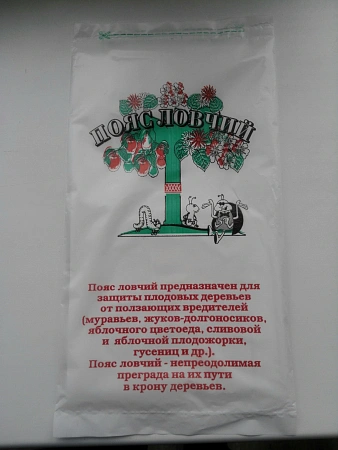 ПОЯС ЛОВЧИЙ
Пояс ловчий предназначен для
защиты плодовых деревьев
от ползающих вредителей
(муравьев, жуков-долгоносиков,
яблочного цветоеда, сливовой
и яблочной плодожорки,
гусениц и др.).
Пояс ловчий - непреодолимая
преграда на их пути
в крону деревьев.